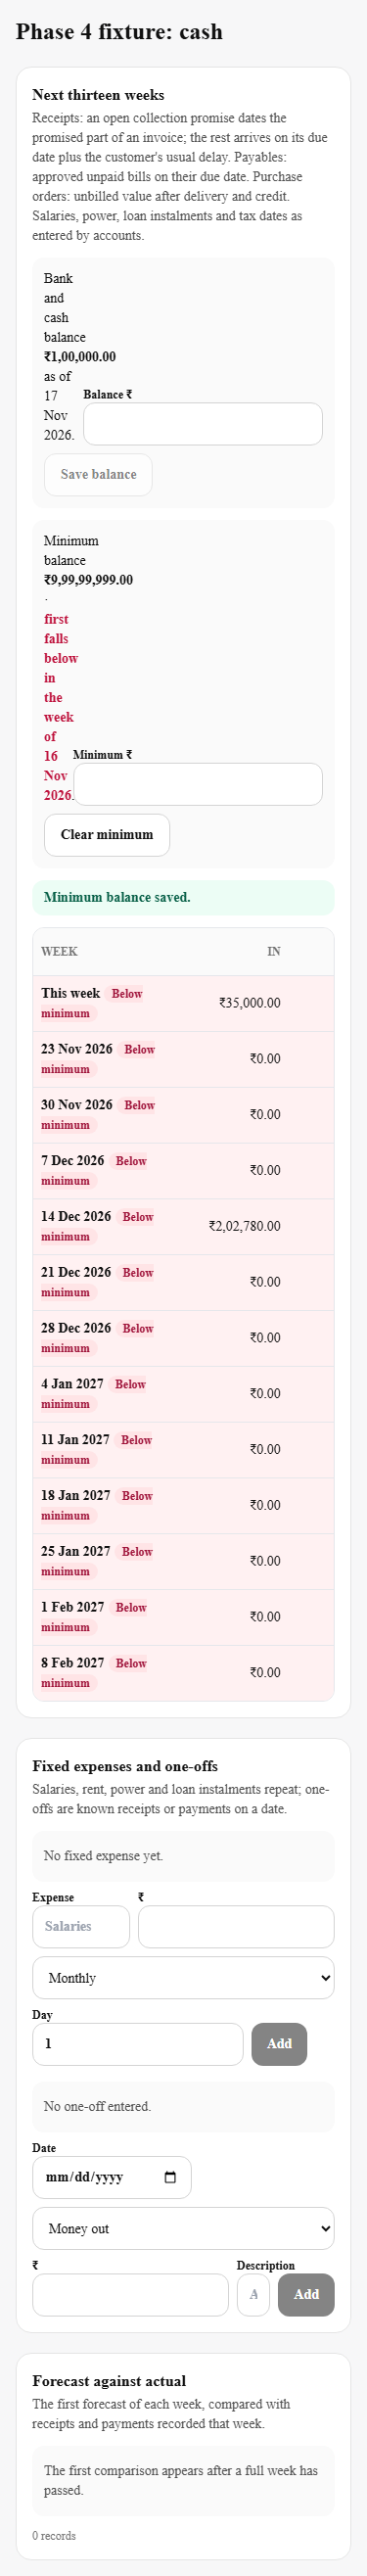 Phase 4 fixture: cash
Next thirteen weeks
Receipts: an open collection promise dates the
promised part of an invoice; the rest arrives on its due
date plus the customer's usual delay. Payables:
approved unpaid bills on their due date. Purchase
orders: unbilled value after delivery and credit.
Salaries, power, loan instalments and tax dates as
entered by accounts.
Bank
and
cash
balance
₹1,00,000.00
as of
17
Nov
2026.
Balance ₹
Save balance
Minimum
balance
₹9,99,99,999.00
·
first
falls
below
in
the
week
of
16
Nov
2026.
Minimum ₹
Clear minimum
Minimum balance saved.
WEEK IN
This week Below
minimum
₹35,000.00
23 Nov 2026 Below
minimum
₹0.00
30 Nov 2026 Below
minimum
₹0.00
7 Dec 2026 Below
minimum
₹0.00
14 Dec 2026 Below
minimum
₹2,02,780.00
21 Dec 2026 Below
minimum
₹0.00
28 Dec 2026 Below
minimum
₹0.00
4 Jan 2027 Below
minimum
₹0.00
11 Jan 2027 Below
minimum
₹0.00
18 Jan 2027 Below
minimum
₹0.00
25 Jan 2027 Below
minimum
₹0.00
1 Feb 2027 Below
minimum
₹0.00
8 Feb 2027 Below
minimum
₹0.00
Fixed expenses and one-offs
Salaries, rent, power and loan instalments repeat; one-
offs are known receipts or payments on a date.
No fixed expense yet.
Expense ₹
Salaries
Monthly
Day
1 Add
No one-off entered.
Date
mm/dd/yyyy
Money out
₹ Description
A Add
Forecast against actual
The first forecast of each week, compared with
receipts and payments recorded that week.
The first comparison appears after a full week has
passed.
0 records